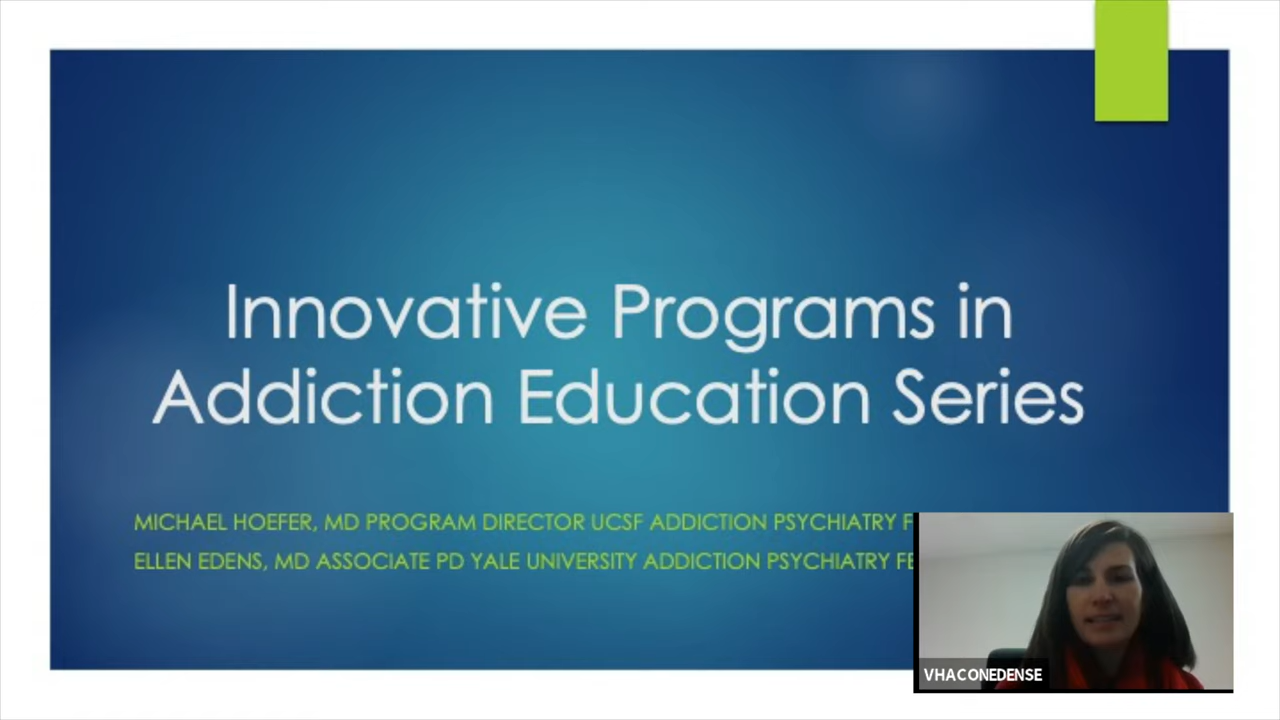 Innovative Programs in
Addiction Education Series
MICHAEL HOEFER, MD PROGRAM DIRECTOR UCSF ADDICTION PSYCHIATRY
ELLEN EDENS, MD ASSOCIATE PD YALE UNIVERSITY ADDICTION PSYCHIATRY
VHACONEDENSE